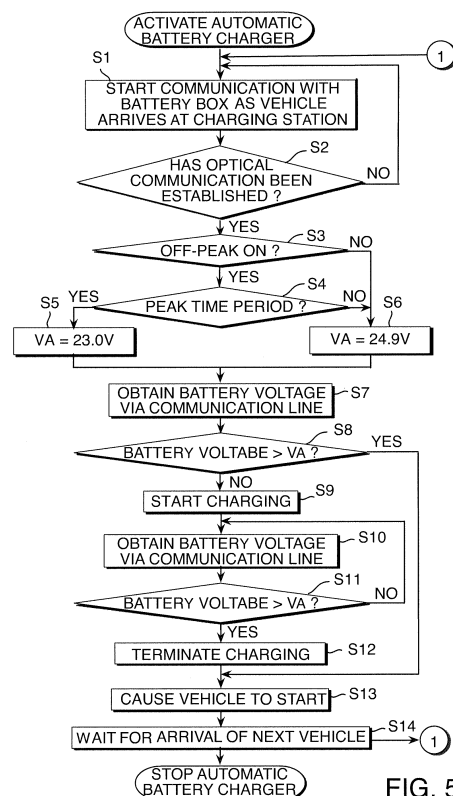 ACTIVATE AUTOMATIC
BATTERY CHARGER
1
S1
START COMMUNICATION WITH
BATTERY BOX AS VEHICLE
ARRIVES AT CHARGING STATION
S2
HAS OPTICAL
COMMUNICATION BEEN
ESTABLISHED ?
NO
YES
S3
OFF-PEAK ON ?
NO
YES
S4
PEAK TIME PERIOD ?
YES
NO
S5
VA = 23.0V
S6
VA = 24.9V
S7
OBTAIN BATTERY VOLTAGE
VIA COMMUNICATION LINE
S8
BATTERY VOLTABE > VA ?
YES
NO
S9
START CHARGING
S10
OBTAIN BATTERY VOLTAGE
VIA COMMUNICATION LINE
S11
BATTERY VOLTABE > VA ?
NO
YES
TERMINATE CHARGING
S12
CAUSE VEHICLE TO START
S13
WAIT FOR ARRIVAL OF NEXT VEHICLE
S14
1
STOP AUTOMATIC
BATTERY CHARGER
FIG. 5